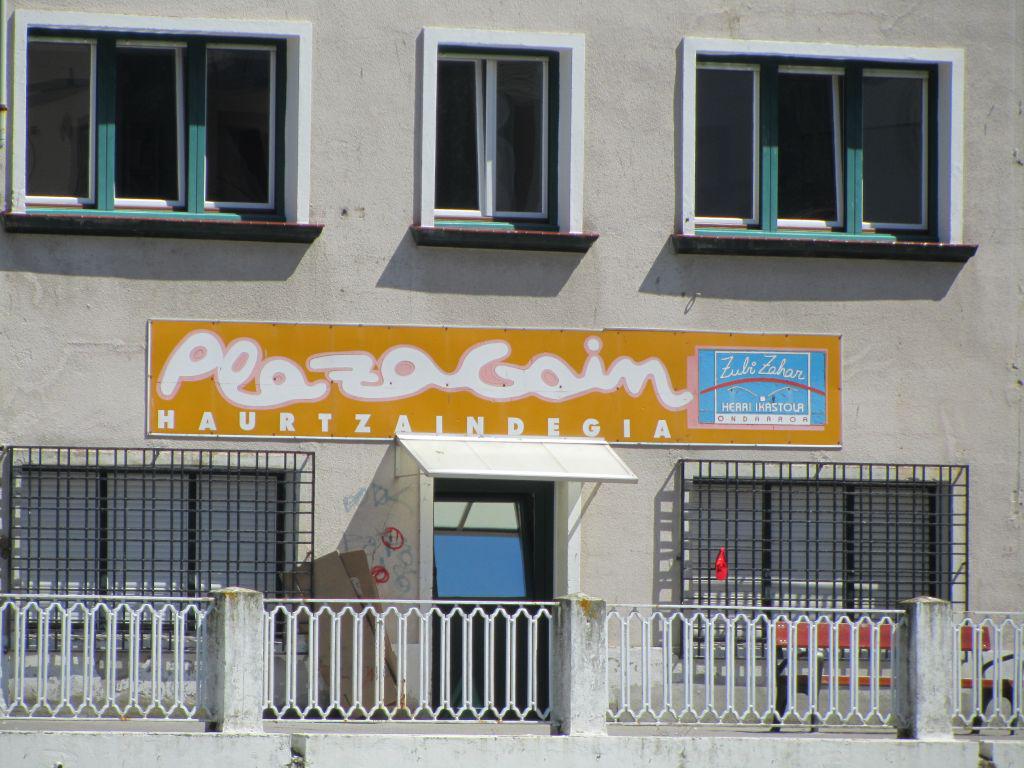 PlazaGain
HAURTZAINDEGIA
Zubi Zahar
HERRI IKASTOLA
ONDARROA